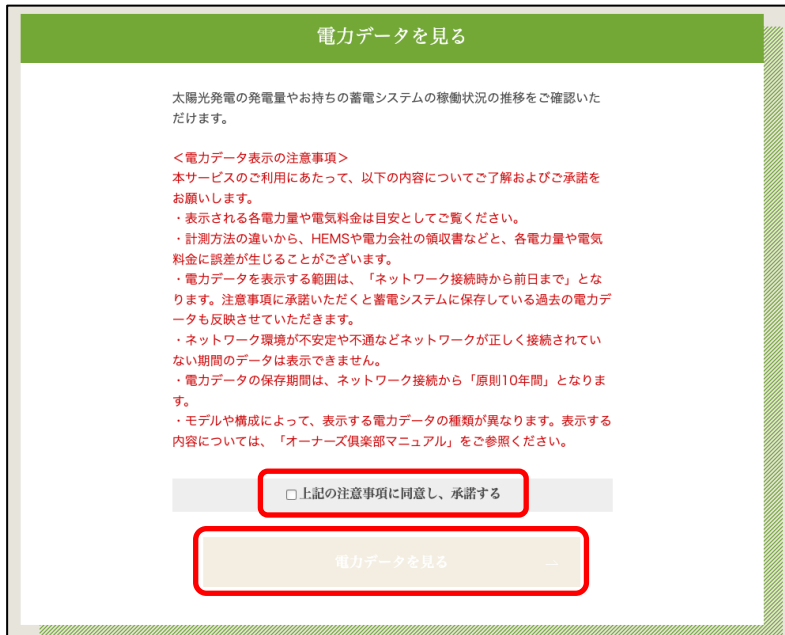 電力データを見る
太陽光発電の発電量やお持ちの蓄電システムの稼働状況の推移をご確認いた
だけます。
＜電力データ表示の注意事項＞
本サービスのご利用にあたって、以下の内容についてご了解およびご承諾を
お願いします。
・表示される各電力量や電気料金は目安としてご覧ください。
・計測方法の違いから、HEMSや電力会社の領収書などと、各電力量や電気
料金に誤差が生じることがございます。
・電力データを表示する範囲は、「ネットワーク接続時から前日まで」とな
ります。注意事項に承諾いただくと蓄電システムに保存している過去の電力デ
ータも反映させていただきます。
・ネットワーク環境が不安定や不通などネットワークが正しく接続されてい
ない期間のデータは表示できません。
・電力データの保存期間は、ネットワーク接続から「原則10年間」となりま
す。
・モデルや構成によって、表示する電力データの種類が異なります。表示する
内容については、「オーナーズ倶楽部マニュアル」をご参照ください。
□上記の注意事項に同意し、承諾する
電力データを見る →